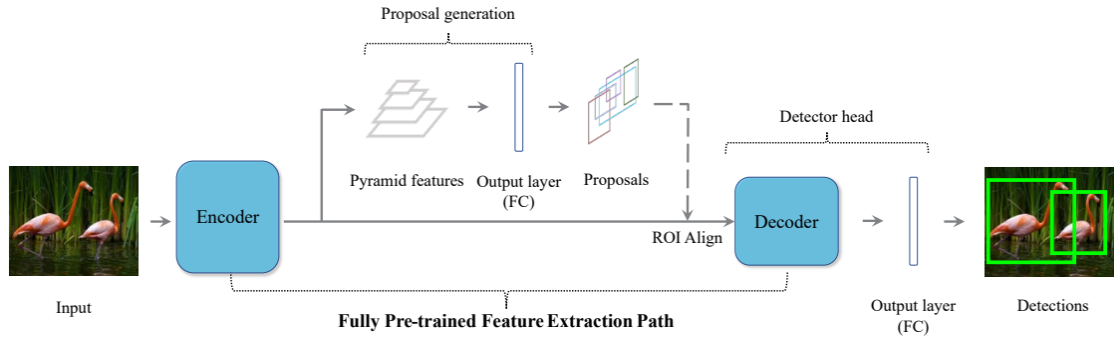 Proposal generation
Pyramid features
Output layer
(FC)
Proposals
Detector head
Encoder
ROI Align
Decoder
Input
Fully Pre-trained Feature Extraction Path
Output layer
(FC)
Detections